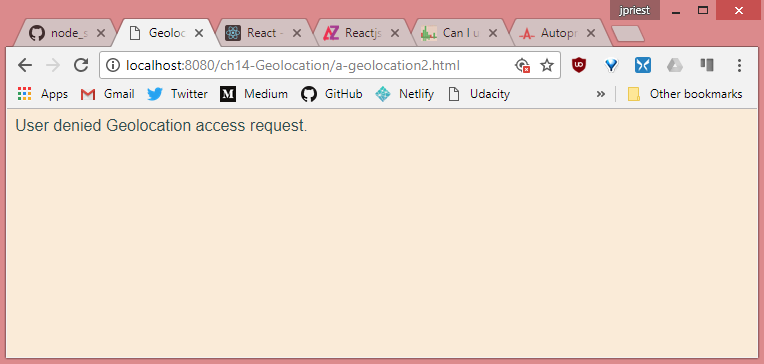 jpriest
node_s Geoloc React - Reactjs Can I u Autopr
localhost:8080/ch14-Geolocation/a-geolocation2.html
Apps Gmail Twitter Medium GitHub Netlify Udacity » Other bookmarks
User denied Geolocation access request.